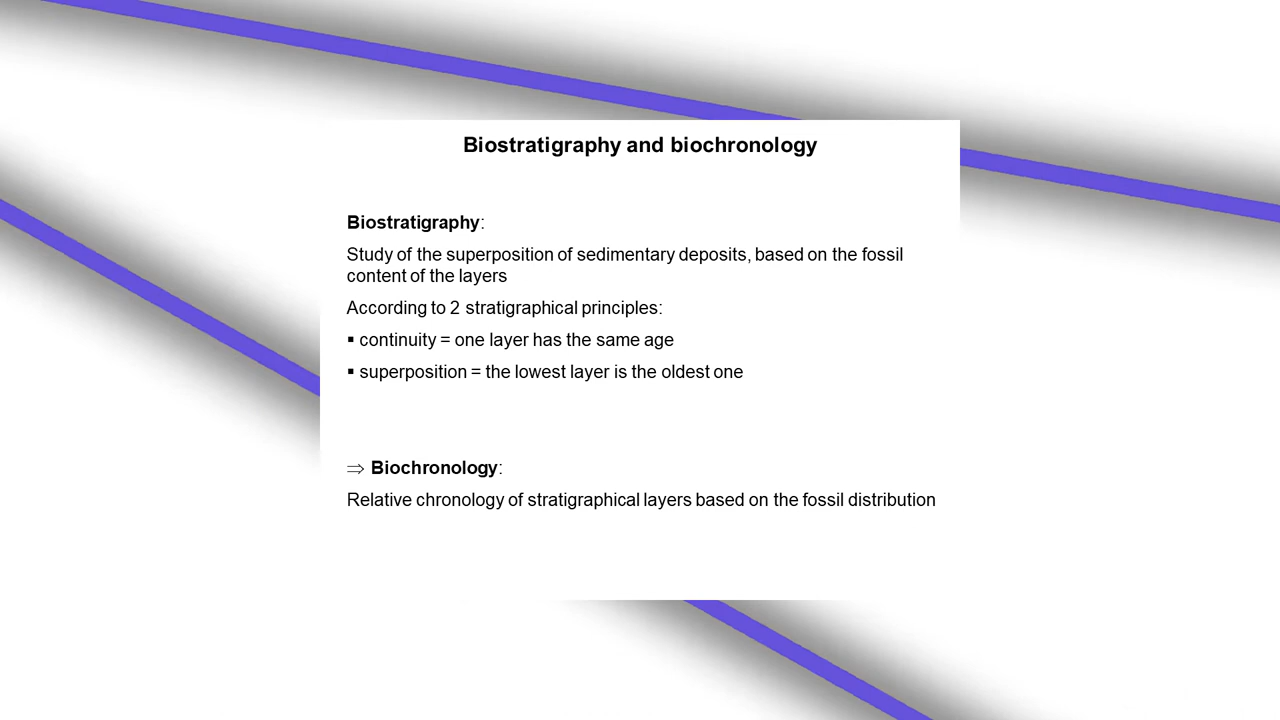 Biostratigraphy and biochronology
Biostratigraphy:
Study of the superposition of sedimentary deposits, based on the fossil
content of the layers
According to 2 stratigraphical principles:
▪ continuity = one layer has the same age
▪ superposition = the lowest layer is the oldest one
⇒ Biochronology:
Relative chronology of stratigraphical layers based on the fossil distribution